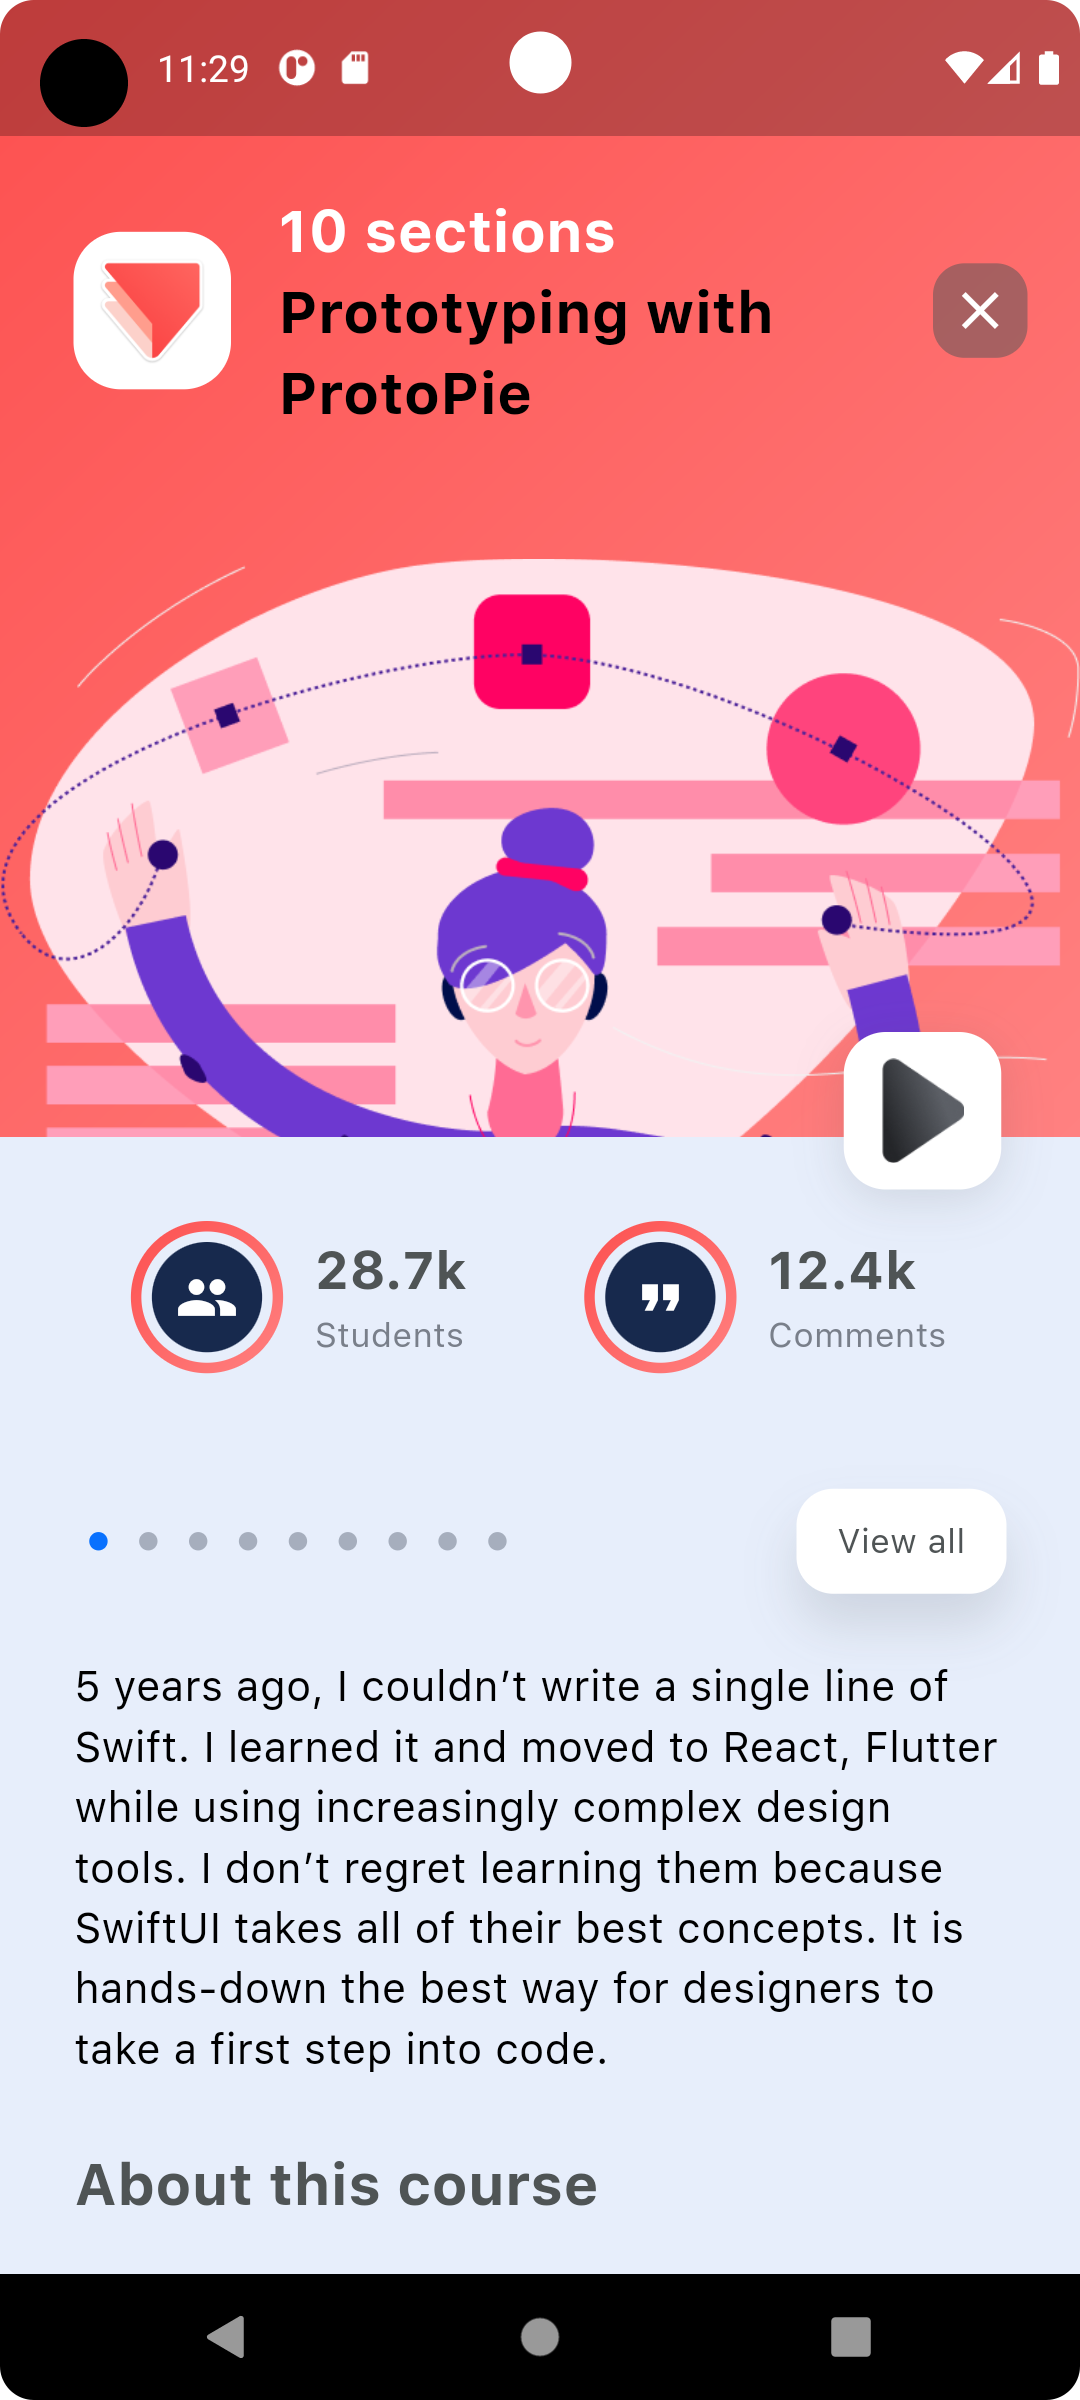 11:29
10 sections
Prototyping with
ProtoPie
28.7k
Students
12.4k
Comments
View all
5 years ago, I couldn’t write a single line of
Swift. I learned it and moved to React, Flutter
while using increasingly complex design
tools. I don’t regret learning them because
SwiftUI takes all of their best concepts. It is
hands-down the best way for designers to
take a first step into code.
About this course